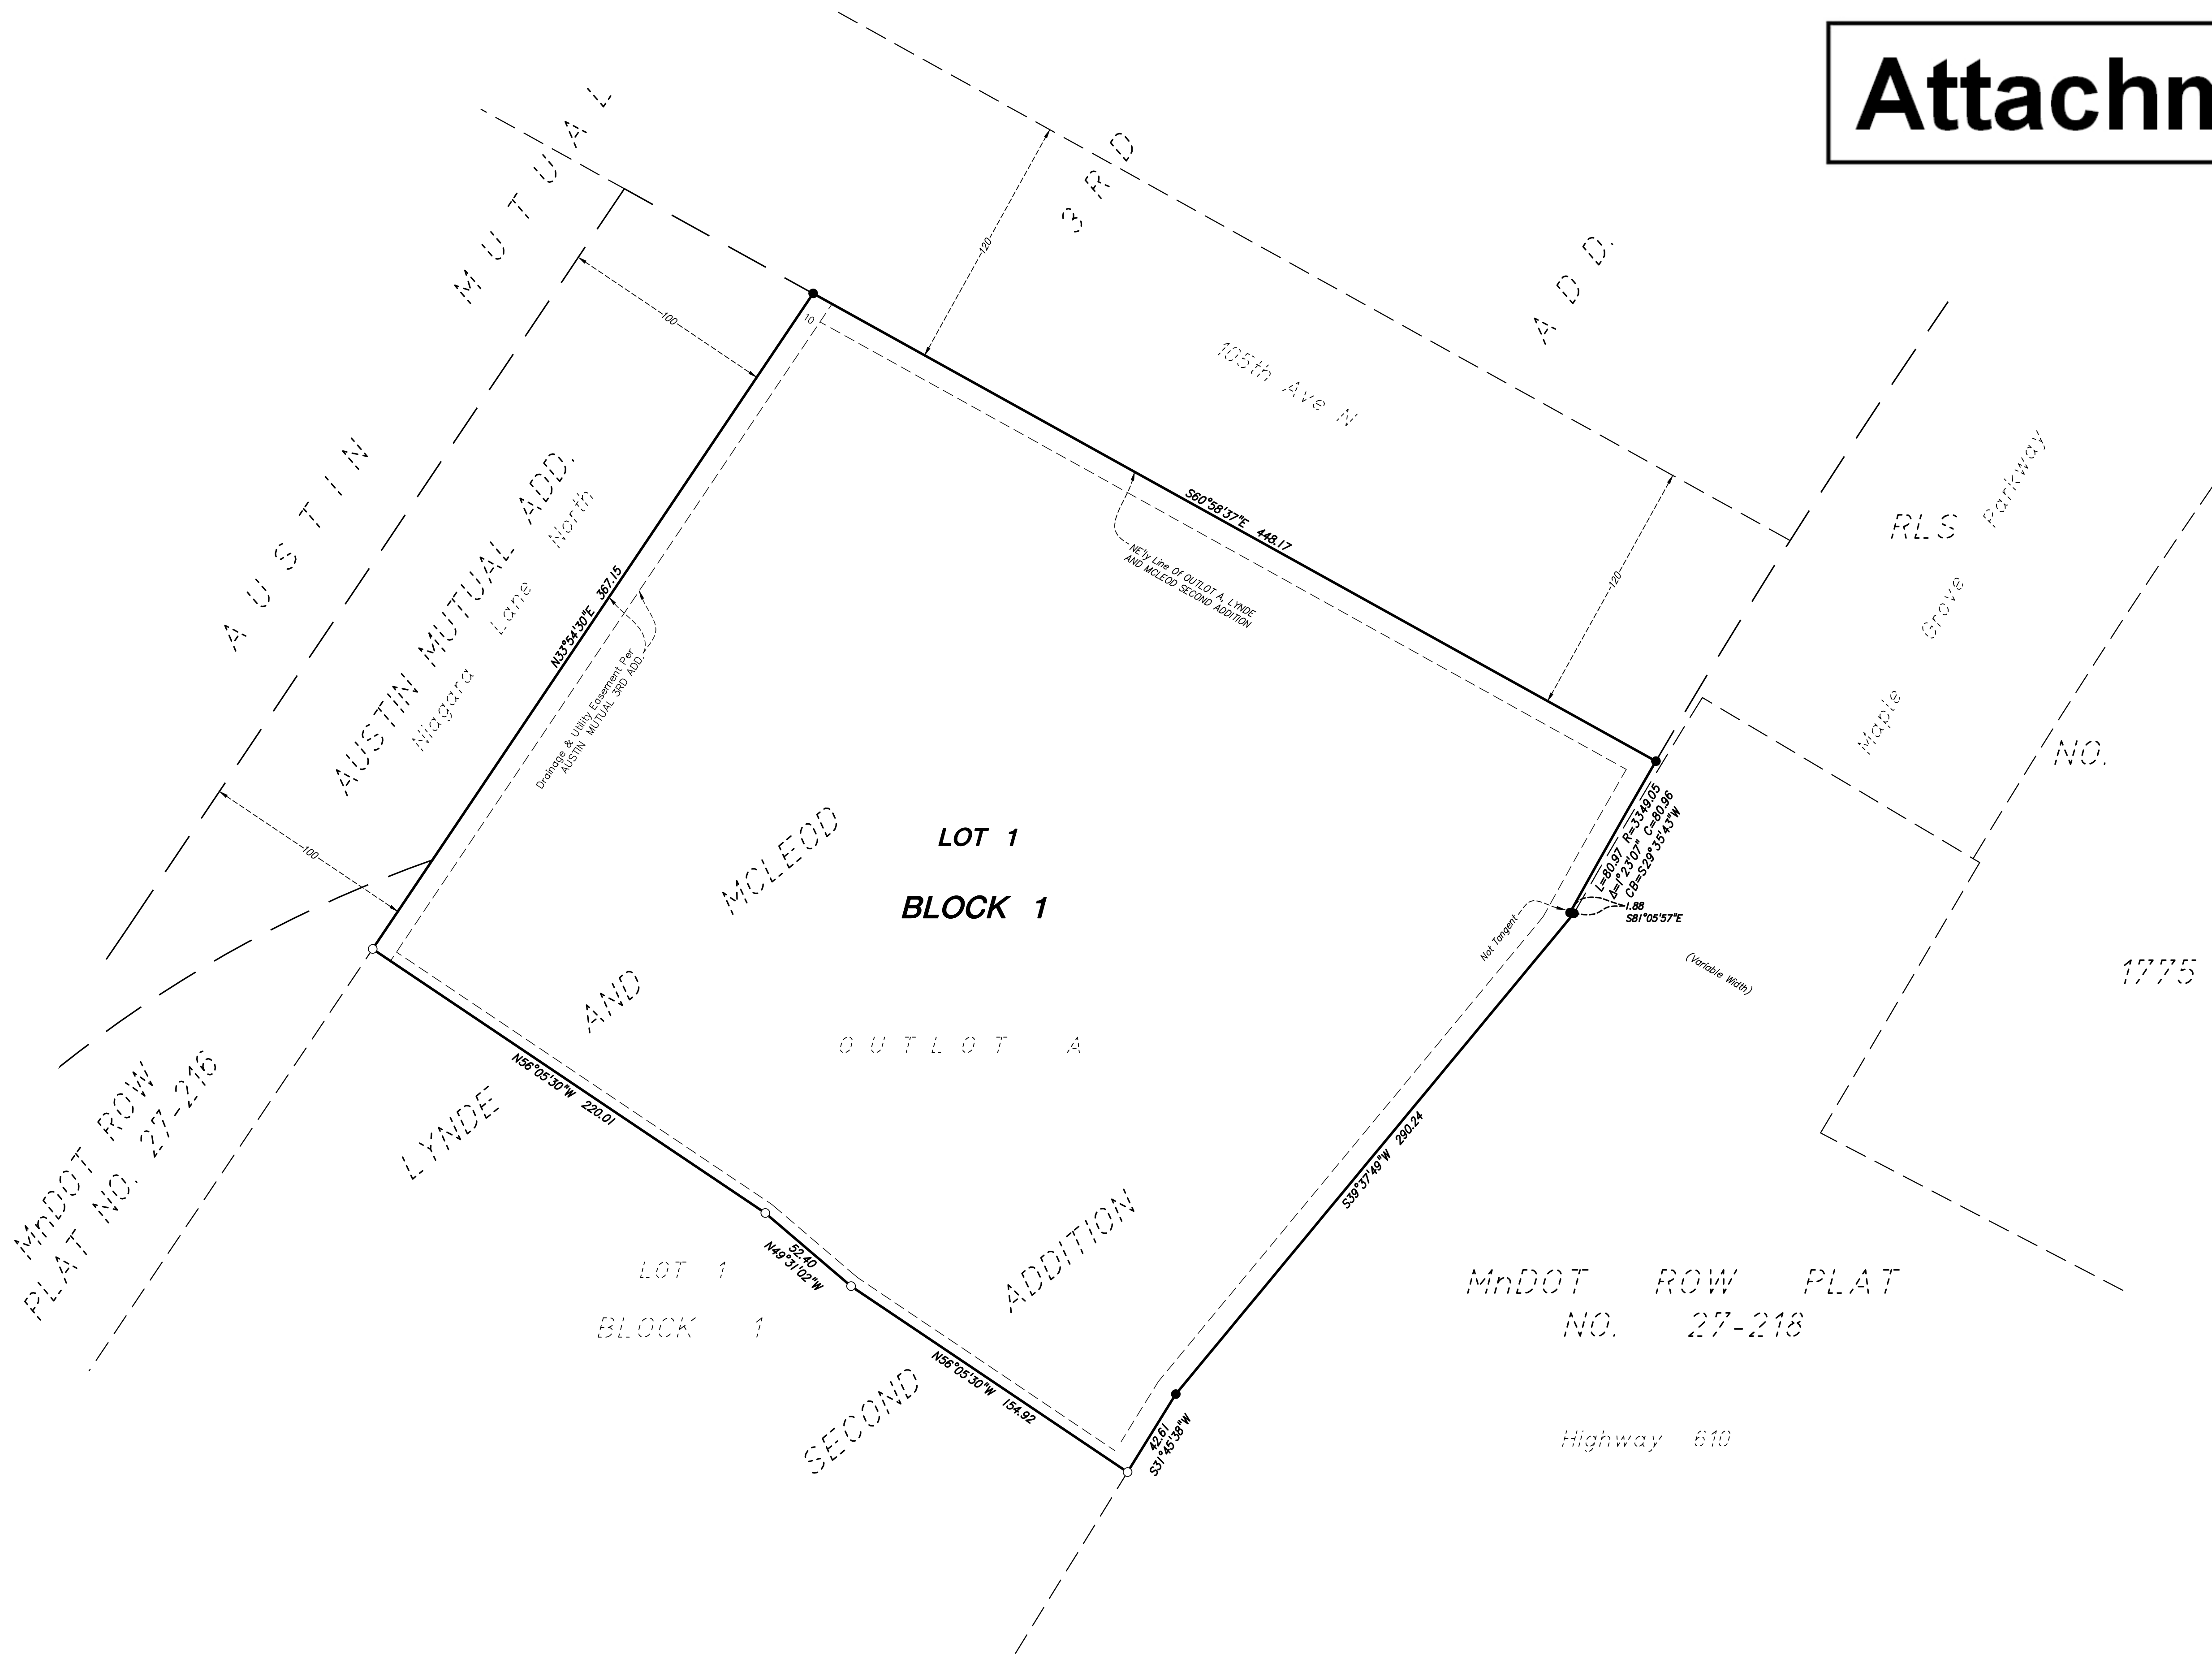 Attachm
MUTUAL
3RD
ADD.
120
100
10
105th Ave N
AUSTIN
AUSTIN MUTUAL ADD.
Niagara Lane North
RLS
Maple Grove Parkway
NO.
1775
S60°58'37"E 448.17
NE'ly Line Of OUTLOT A, LYNDE
AND MCLEOD SECOND ADDITION
N33°54'30"E 367.15
Drainage & Utility Easement Per
AUSTIN MUTUAL 3RD ADD.
120
100
L=80.97 R=3349.05
Δ=1°23'07" C=80.96
CB=S29°35'43"W
1.88
S81°05'57"E
Not Tangent
(Variable Width)
LOT 1
BLOCK 1
MCLEOD
AND
LYNDE
OUTLOT A
MnDOT ROW
PLAT NO. 27-216
N56°05'30"W 220.01
S39°37'49"W 290.24
52.40
N49°31'02"W
LOT 1
BLOCK 1
ADDITION
SECOND
N56°05'30"W 154.92
42.61
S31°45'38"W
MnDOT ROW PLAT
NO. 27-218
Highway 610